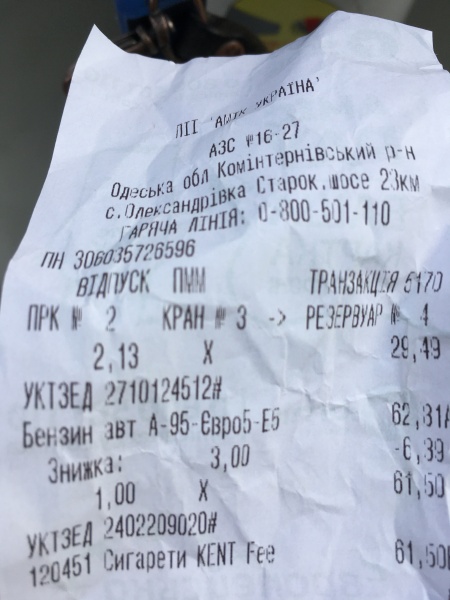 ПІІ 'АМІК УКРАЇНА'
АЗС №16-27
Одеська обл Комінтернівський р-н
с.Олександрівка Старок.шосе 23км
ГАРЯЧА ЛІНІЯ: 0-800-501-110
ПН 306035726596
ВІДПУСК ПММ ТРАНЗАКЦІЯ 5170
ПРК № 2 КРАН № 3 -> РЕЗЕРВУАР № 4
2,13 X 29,49
УКТЗЕД 2710124512#
Бензин авт А-95-Євро5-Е5 62,81А
Знижка: 3,00 -6,39
1,00 X 61,50
УКТЗЕД 2402209020#
120451 Сигарети KENT Fee 61,50